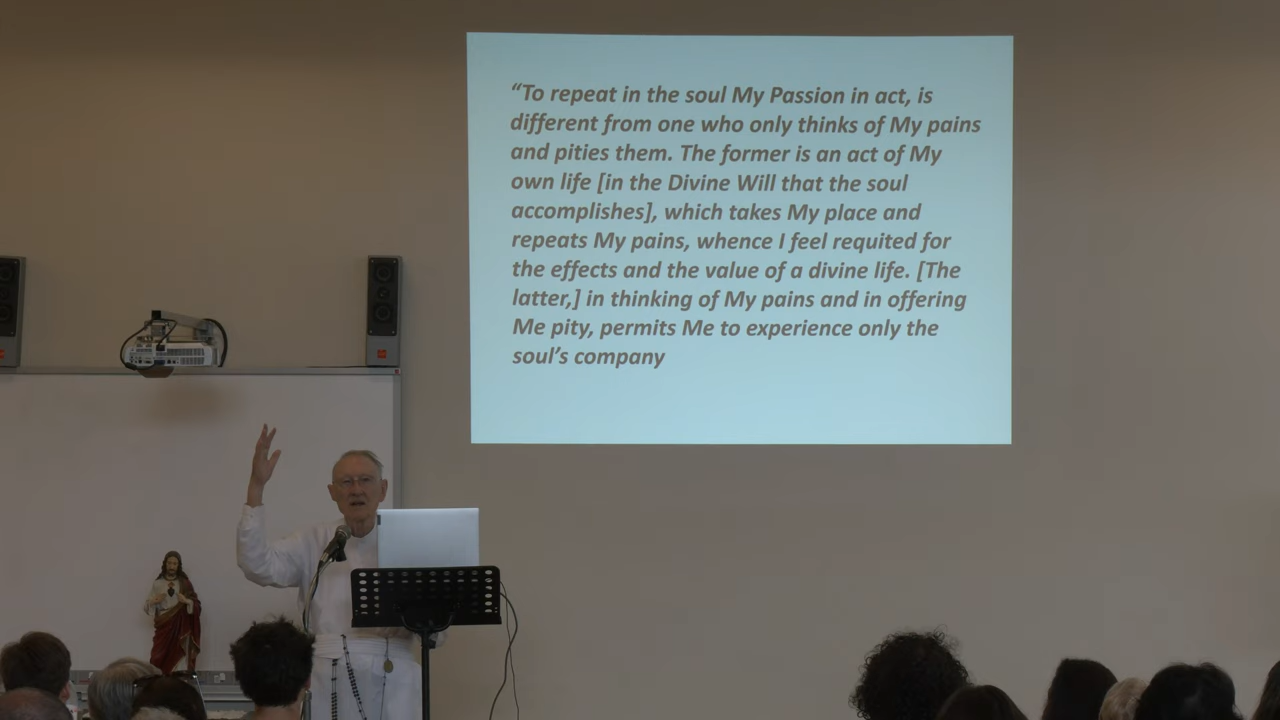 “To repeat in the soul My Passion in act, is
different from one who only thinks of My pains
and pities them. The former is an act of My
own life [in the Divine Will that the soul
accomplishes], which takes My place and
repeats My pains, whence I feel requited for
the effects and the value of a divine life. [The
latter,] in thinking of My pains and in offering
Me pity, permits Me to experience only the
soul’s company